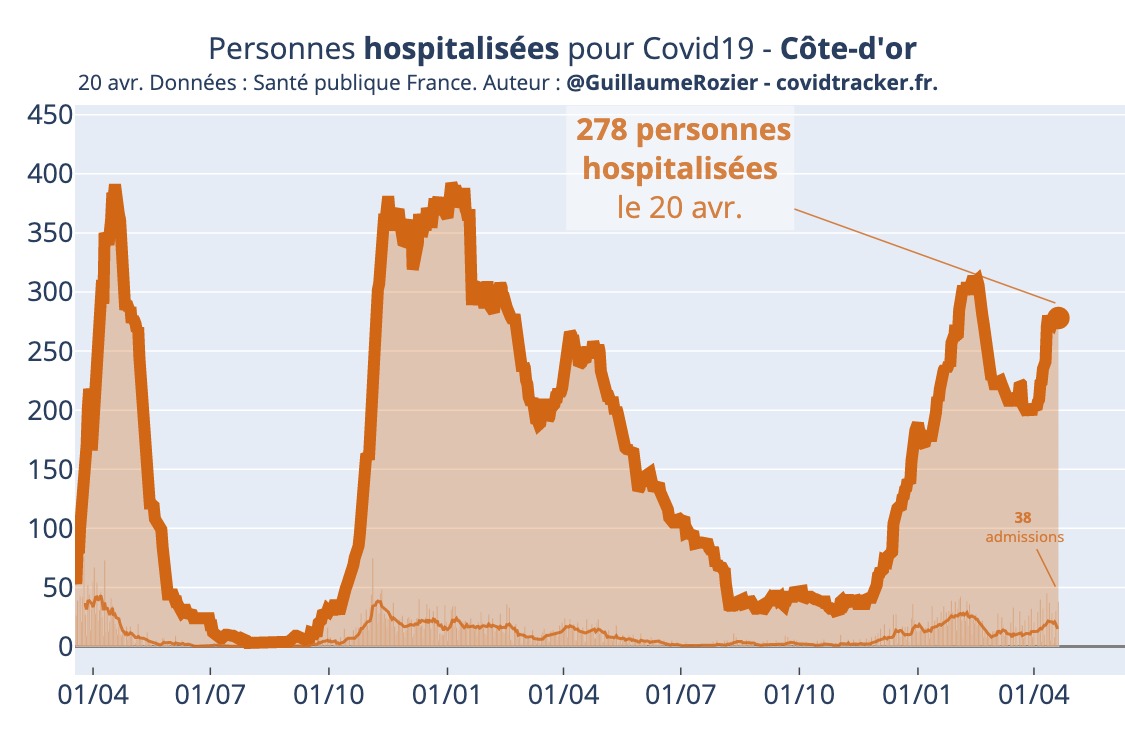 Personnes hospitalisées pour Covid19 - Côte-d'or
20 avr. Données : Santé publique France. Auteur : @GuillaumeRozier - covidtracker.fr.
450
278 personnes
hospitalisées
le 20 avr.
400
350
300
250
200
150
100
50
0
38
admissions
01/04 01/07 01/10 01/01 01/04 01/07 01/10 01/01 01/04